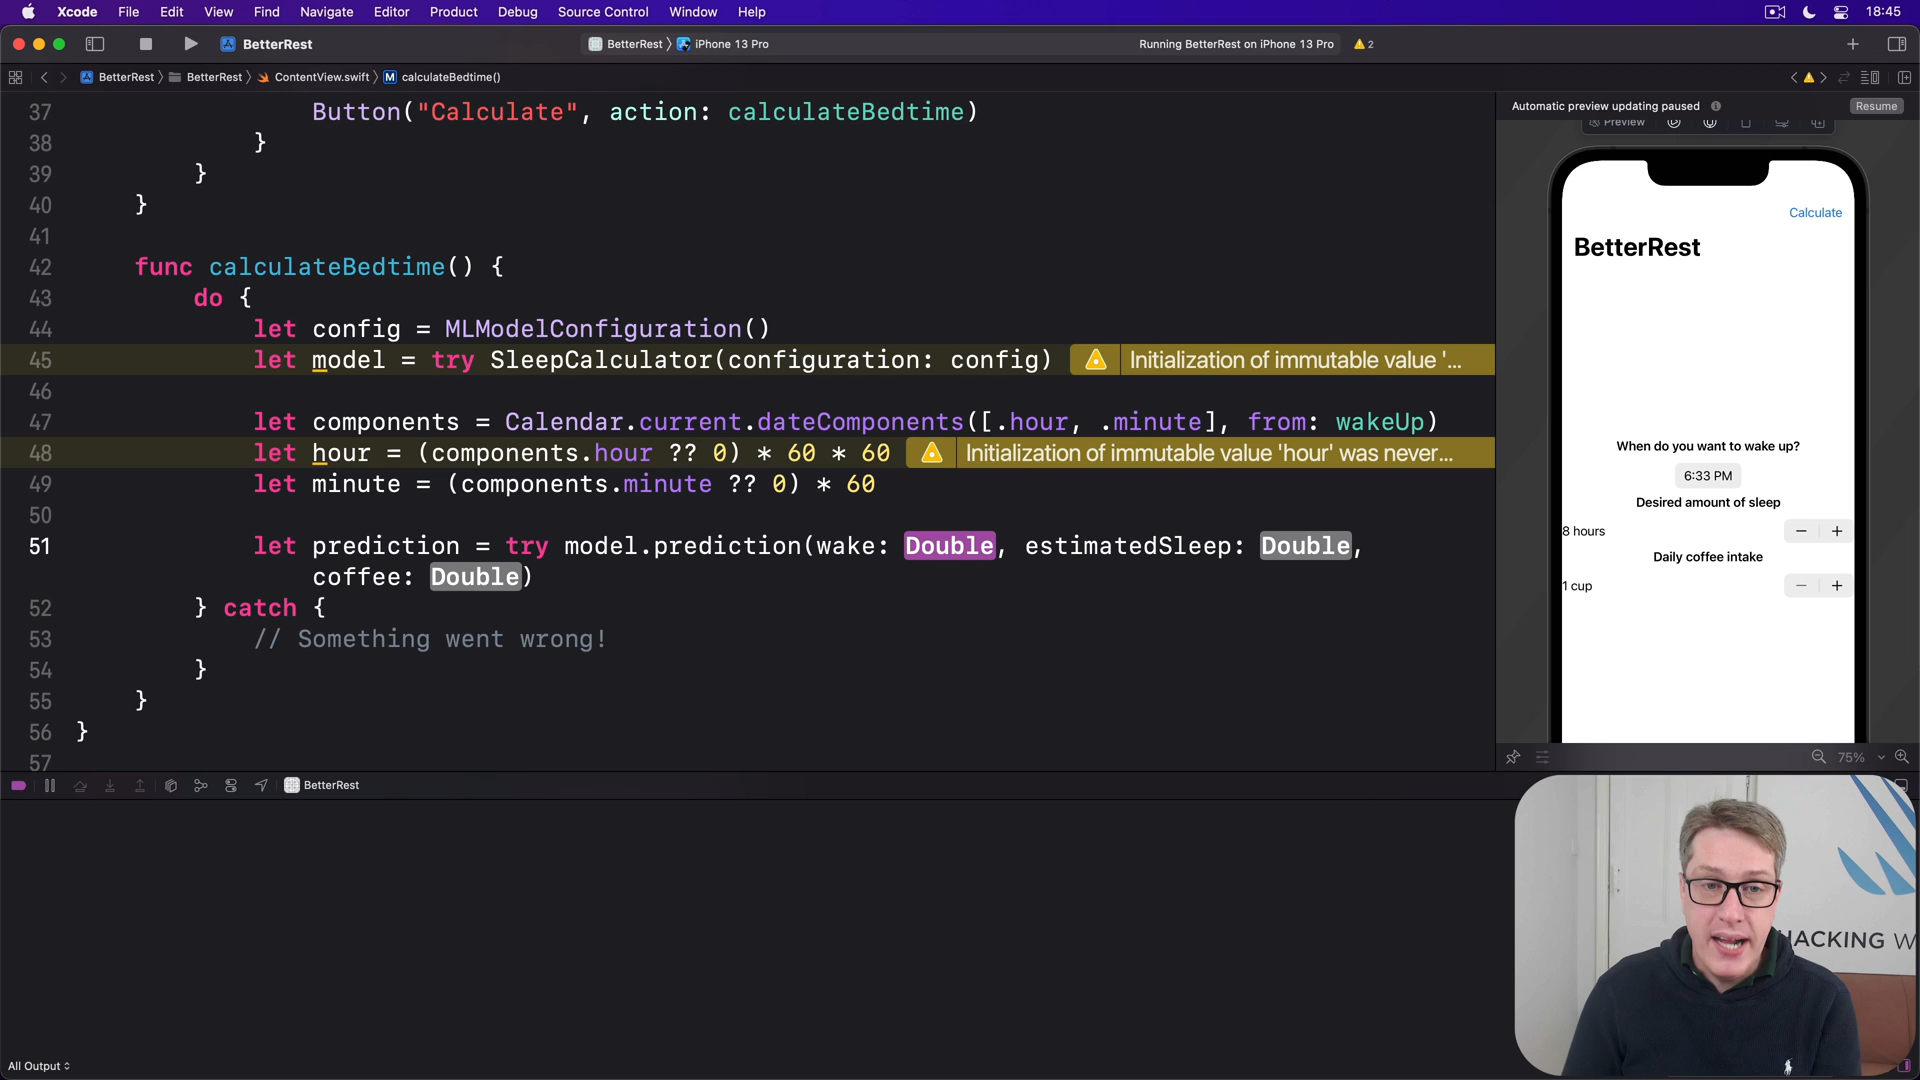 Xcode File Edit View Find Navigate Editor Product Debug Source Control Window Help 18:45
BetterRest BetterRest iPhone 13 Pro Running BetterRest on iPhone 13 Pro 2
BetterRest BetterRest ContentView.swift M calculateBedtime()
37 Button("Calculate", action: calculateBedtime)
38 }
39 }
40 }
41
42 func calculateBedtime() {
43 do {
44 let config = MLModelConfiguration()
45 let model = try SleepCalculator(configuration: config) Initialization of immutable value '...
46
47 let components = Calendar.current.dateComponents([.hour, .minute], from: wakeUp)
48 let hour = (components.hour ?? 0) * 60 * 60 Initialization of immutable value 'hour' was never...
49 let minute = (components.minute ?? 0) * 60
50
51 let prediction = try model.prediction(wake: Double, estimatedSleep: Double,
coffee: Double)
52 } catch {
53 // Something went wrong!
54 }
55 }
56 }
57
Automatic preview updating paused Resume
Preview
Calculate
BetterRest
When do you want to wake up?
6:33 PM
Desired amount of sleep
8 hours − +
Daily coffee intake
1 cup − +
75%
BetterRest
HACKING W
All Output